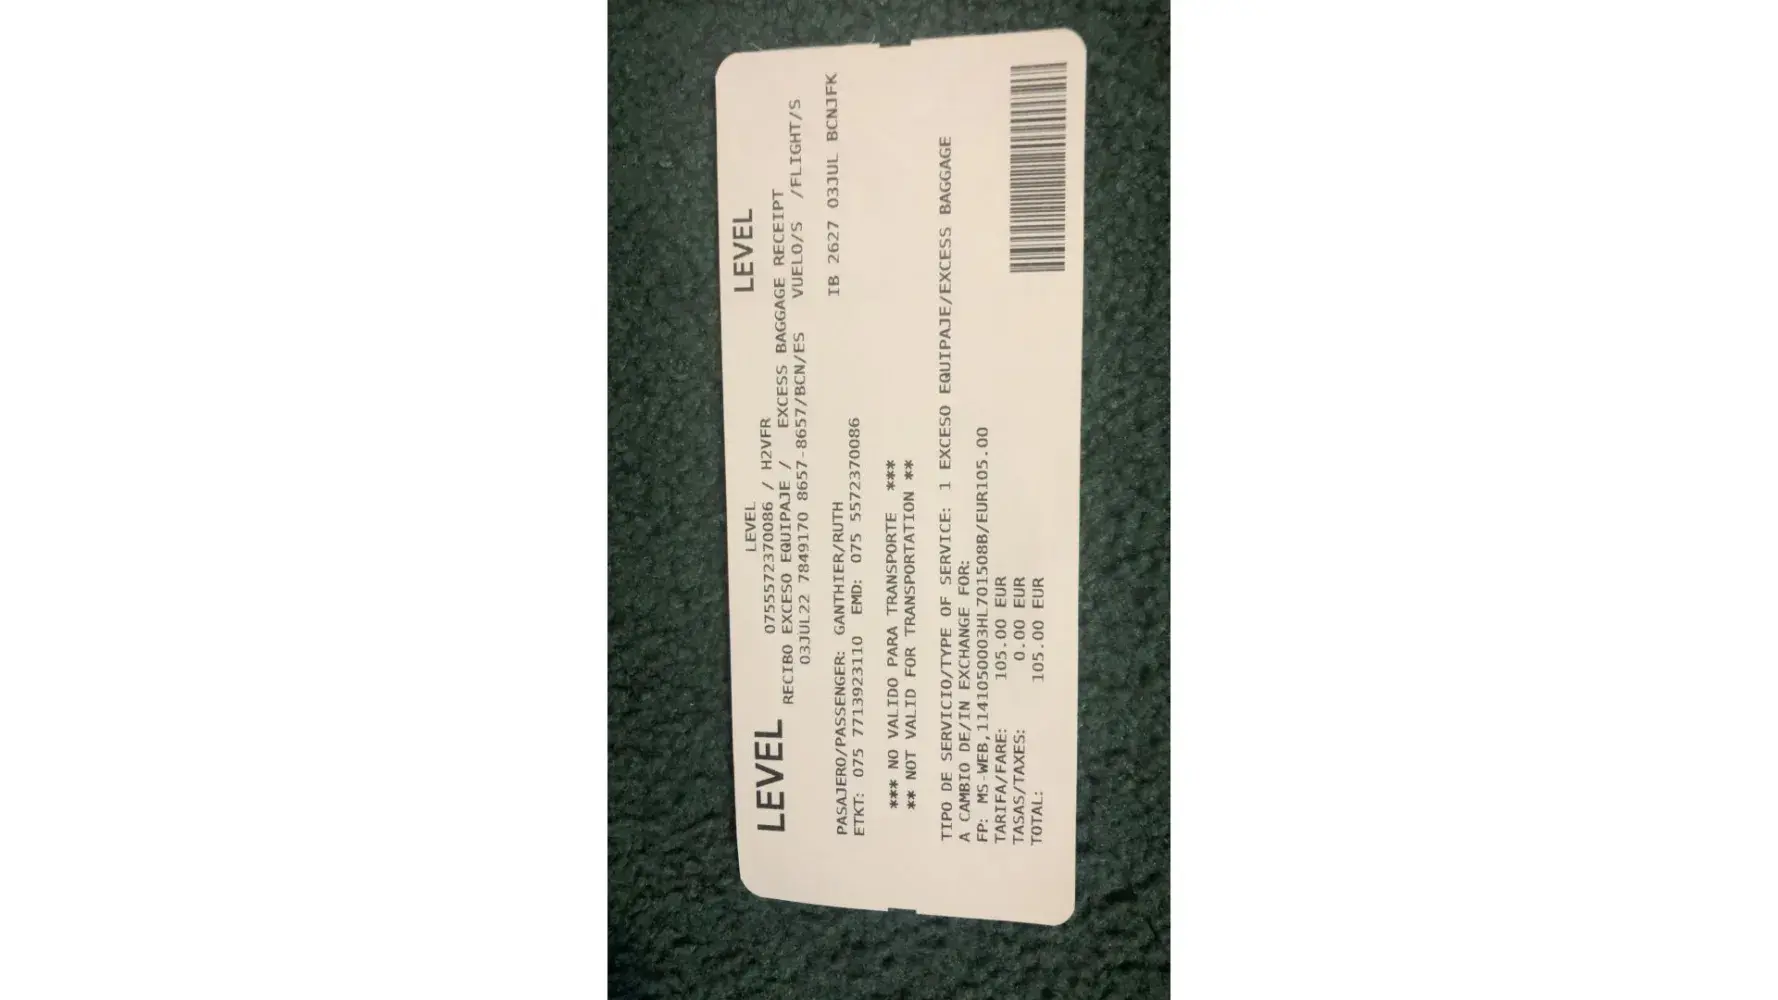 LEVEL LEVEL LEVEL
0755572370086 / H2VFR
RECIBO EXCESO EQUIPAJE / EXCESS BAGGAGE RECEIPT
03JUL22 7849170 8657-8657/BCN/ES VUELO/S /FLIGHT/S
PASAJERO/PASSENGER: GANTHIER/RUTH IB 2627 03JUL BCNJFK
ETKT: 075 7713923110 EMD: 075 5572370086
*** NO VALIDO PARA TRANSPORTE ***
** NOT VALID FOR TRANSPORTATION **
TIPO DE SERVICIO/TYPE OF SERVICE: 1 EXCESO EQUIPAJE/EXCESS BAGGAGE
A CAMBIO DE/IN EXCHANGE FOR:
FP: MS-WEB,1141050003HL701508B/EUR105.00
TARIFA/FARE: 105.00 EUR
TASAS/TAXES: 0.00 EUR
TOTAL: 105.00 EUR